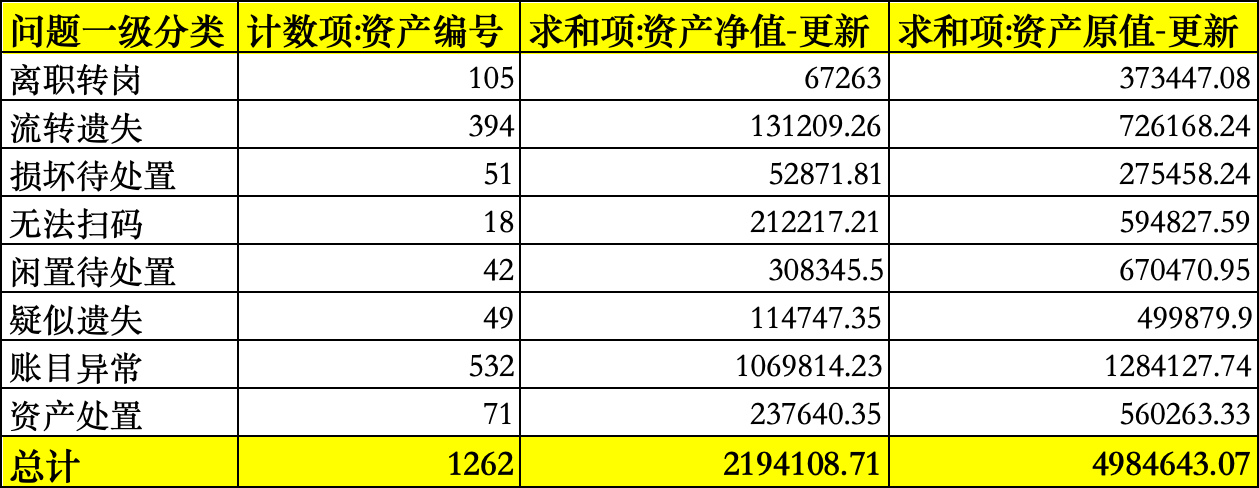 问题一级分类 计数项:资产编号 求和项:资产净值-更新 求和项:资产原值-更新
离职转岗 105 67263 373447.08
流转遗失 394 131209.26 726168.24
损坏待处置 51 52871.81 275458.24
无法扫码 18 212217.21 594827.59
闲置待处置 42 308345.5 670470.95
疑似遗失 49 114747.35 499879.9
账目异常 532 1069814.23 1284127.74
资产处置 71 237640.35 560263.33
总计 1262 2194108.71 4984643.07